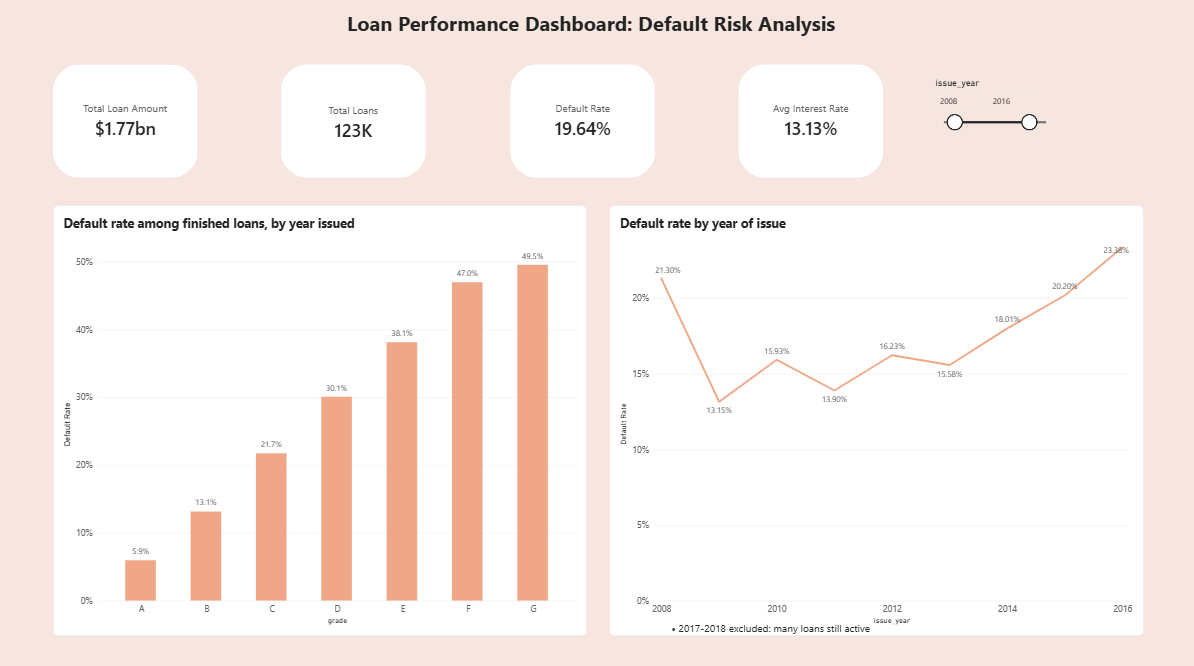 Loan Performance Dashboard: Default Risk Analysis
Total Loan Amount
$1.77bn
Total Loans
123K
Default Rate
19.64%
Avg Interest Rate
13.13%
issue_year
2008 2016
Default rate among finished loans, by year issued
Default Rate
50%
40%
30%
20%
10%
0%
5.9%
13.1%
21.7%
30.1%
38.1%
47.0%
49.5%
A B C D E F G
grade
Default rate by year of issue
Default Rate
20%
15%
10%
5%
0%
21.30%
13.15%
15.93%
13.90%
16.23%
15.58%
18.01%
20.20%
23.38%
2008 2010 2012 2014 2016
issue_year
• 2017-2018 excluded: many loans still active